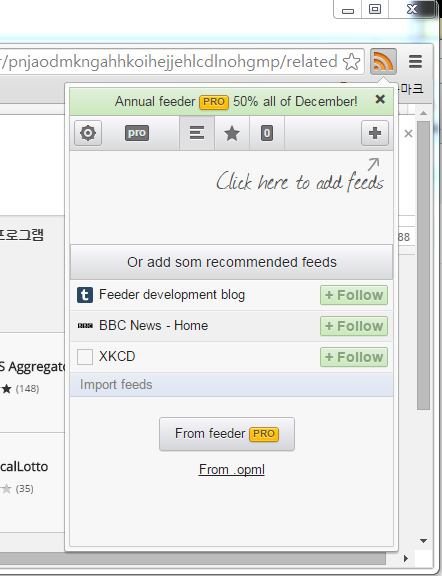 r/pnjaodmkngahhkoihejjehlcdlnohgmp/related
마크
Annual feeder PRO 50% all of December!
pro
0
Click here to add feeds
프로그램
88
Or add som recommended feeds
t Feeder development blog + Follow
BBC BBC News - Home + Follow
XKCD + Follow
Import feeds
S Aggregato
(148)
From feeder PRO
From .opml
calLotto
(35)